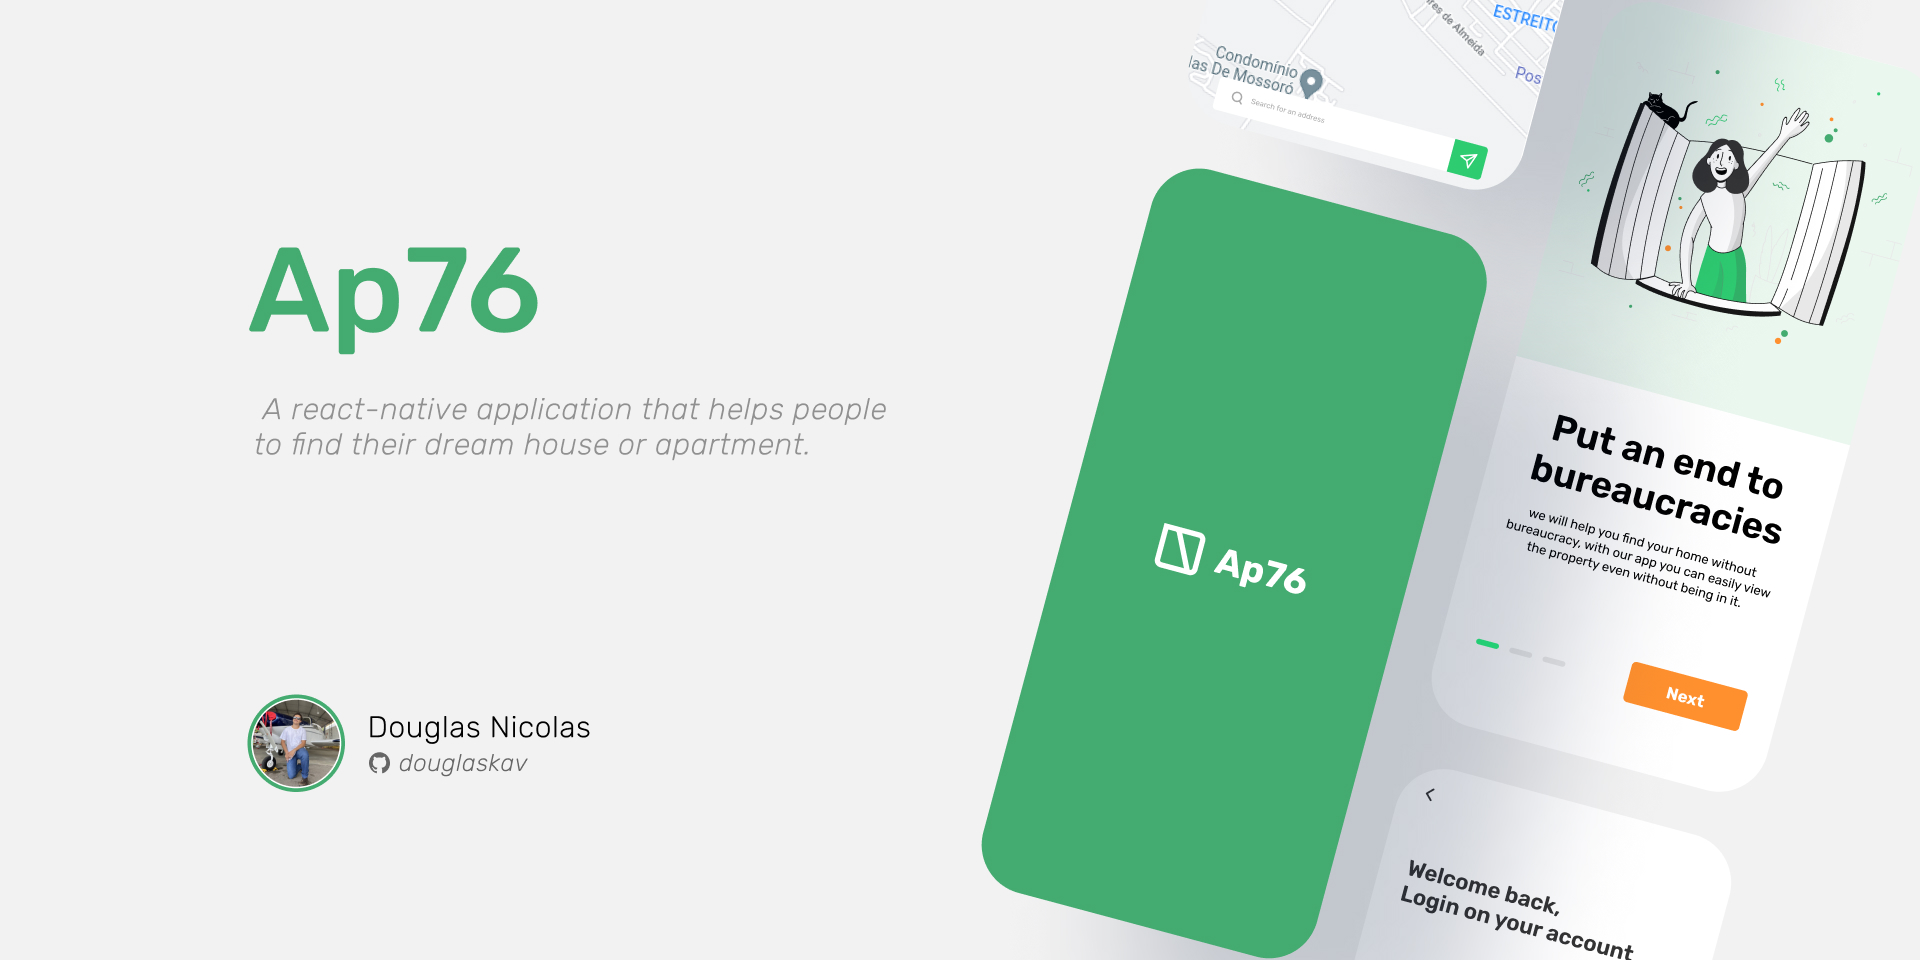 Ap76
A react-native application that helps people
to find their dream house or apartment.
Douglas Nicolas
douglaskav
ESTREITO
res de Almeida
Pos
Condomínio
las De Mossoró
Search for an address
Ap76
Put an end to
bureaucracies
we will help you find your home without
bureaucracy, with our app you can easily view
the property even without being in it.
Next
Welcome back,
Login on your account